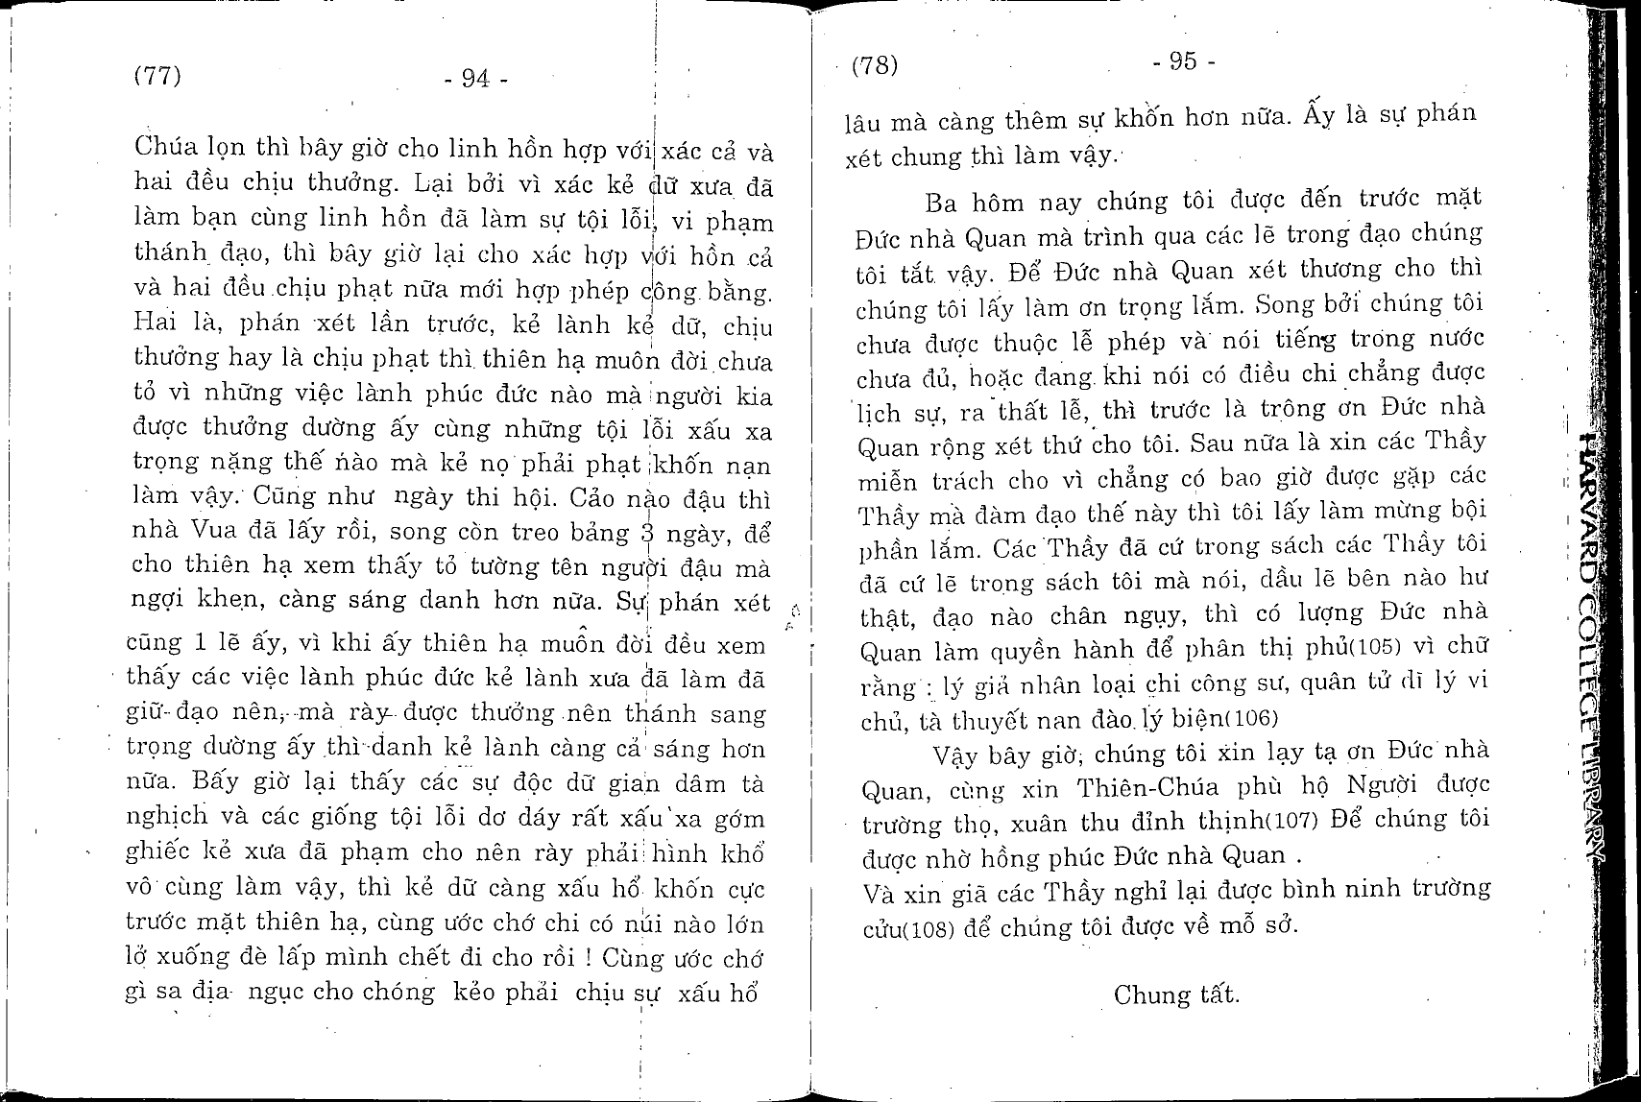 (77)
- 94 -
Chúa lọn thì bây giờ cho linh hồn hợp với xác cả và
hai đều chịu thưởng. Lại bởi vì xác kẻ dữ xưa đã
làm bạn cùng linh hồn đã làm sự tội lỗi, vi phạm
thánh đạo, thì bây giờ lại cho xác hợp với hồn cả
và hai đều chịu phạt nữa mới hợp phép công bằng.
Hai là, phán xét lần trước, kẻ lành kẻ dữ, chịu
thưởng hay là chịu phạt thì thiên hạ muôn đời chưa
tỏ vì những việc lành phúc đức nào mà người kia
được thưởng dường ấy cùng những tội lỗi xấu xa
trọng nặng thế nào mà kẻ nọ phải phạt khốn nạn
làm vậy. Cũng như ngày thi hội. Cảo nào đậu thì
nhà Vua đã lấy rồi, song còn treo bảng 3 ngày, để
cho thiên hạ xem thấy tỏ tường tên người đậu mà
ngợi khen, càng sáng danh hơn nữa. Sự phán xét
cũng 1 lẽ ấy, vì khi ấy thiên hạ muôn đời đều xem
thấy các việc lành phúc đức kẻ lành xưa đã làm đã
giữ đạo nên, mà rày được thưởng nên thánh sang
trọng dường ấy thì danh kẻ lành càng cả sáng hơn
nữa. Bấy giờ lại thấy các sự độc dữ gian dâm tà
nghịch và các giống tội lỗi dơ dáy rất xấu xa gớm
ghiếc kẻ xưa đã phạm cho nên rày phải hình khổ
vô cùng làm vậy, thì kẻ dữ càng xấu hổ khốn cực
trước mặt thiên hạ, cùng ước chớ chi có núi nào lớn
lở xuống đè lấp mình chết đi cho rồi ! Cùng ước chớ
gì sa địa ngục cho chóng kẻo phải chịu sự xấu hổ
(78)
- 95 -
lâu mà càng thêm sự khốn hơn nữa. Ấy là sự phán
xét chung thì làm vậy.
Ba hôm nay chúng tôi được đến trước mặt
Đức nhà Quan mà trình qua các lẽ trong đạo chúng
tôi tắt vậy. Để Đức nhà Quan xét thương cho thì
chúng tôi lấy làm ơn trọng lắm. Song bởi chúng tôi
chưa được thuộc lễ phép và nói tiếng trong nước
chưa đủ, hoặc đang khi nói có điều chi chẳng được
lịch sự, ra thất lễ, thì trước là trông ơn Đức nhà
Quan rộng xét thứ cho tôi. Sau nữa là xin các Thầy
miễn trách cho vì chẳng có bao giờ được gặp các
Thầy mà đàm đạo thế này thì tôi lấy làm mừng bội
phần lắm. Các Thầy đã cứ trong sách các Thầy tôi
đã cứ lẽ trong sách tôi mà nói, dầu lẽ bên nào hư
thật, đạo nào chân ngụy, thì có lượng Đức nhà
Quan làm quyền hành để phân thị phủ(105) vì chữ
rằng : lý giả nhân loại chi công sư, quân tử dĩ lý vi
chủ, tà thuyết nan đào lý biện(106)
Vậy bây giờ, chúng tôi xin lạy tạ ơn Đức nhà
Quan, cùng xin Thiên-Chúa phù hộ Người được
trường thọ, xuân thu đỉnh thịnh(107) Để chúng tôi
được nhờ hồng phúc Đức nhà Quan .
Và xin giã các Thầy nghỉ lại được bình ninh trường
cửu(108) để chúng tôi được về mỗ sở.
Chung tất.
HARVARD COLLEGE LIBRARY